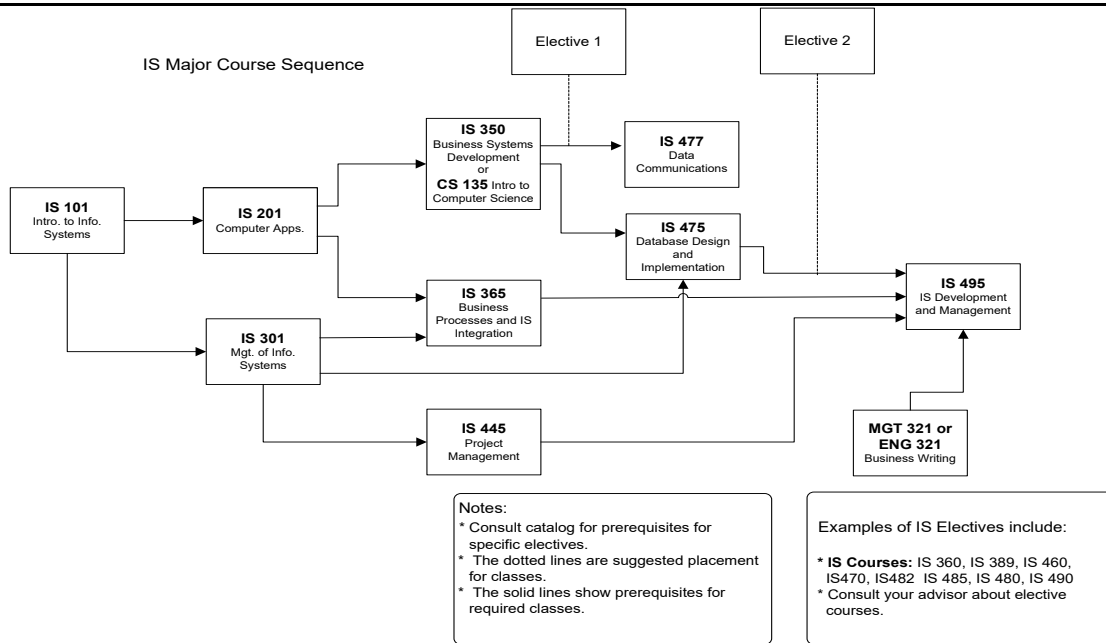 Elective 1
Elective 2
IS Major Course Sequence
IS 350
Business Systems
Development
or
CS 135 Intro to
Computer Science
IS 477
Data
Communications
IS 101
Intro. to Info.
Systems
IS 201
Computer Apps.
IS 475
Database Design
and
Implementation
IS 365
Business
Processes and IS
Integration
IS 495
IS Development
and Management
IS 301
Mgt. of Info.
Systems
IS 445
Project
Management
MGT 321 or
ENG 321
Business Writing
Notes:
* Consult catalog for prerequisites for
specific electives.
* The dotted lines are suggested placement
for classes.
* The solid lines show prerequisites for
required classes.
Examples of IS Electives include:
* IS Courses: IS 360, IS 389, IS 460,
IS470, IS482 IS 485, IS 480, IS 490
* Consult your advisor about elective
courses.